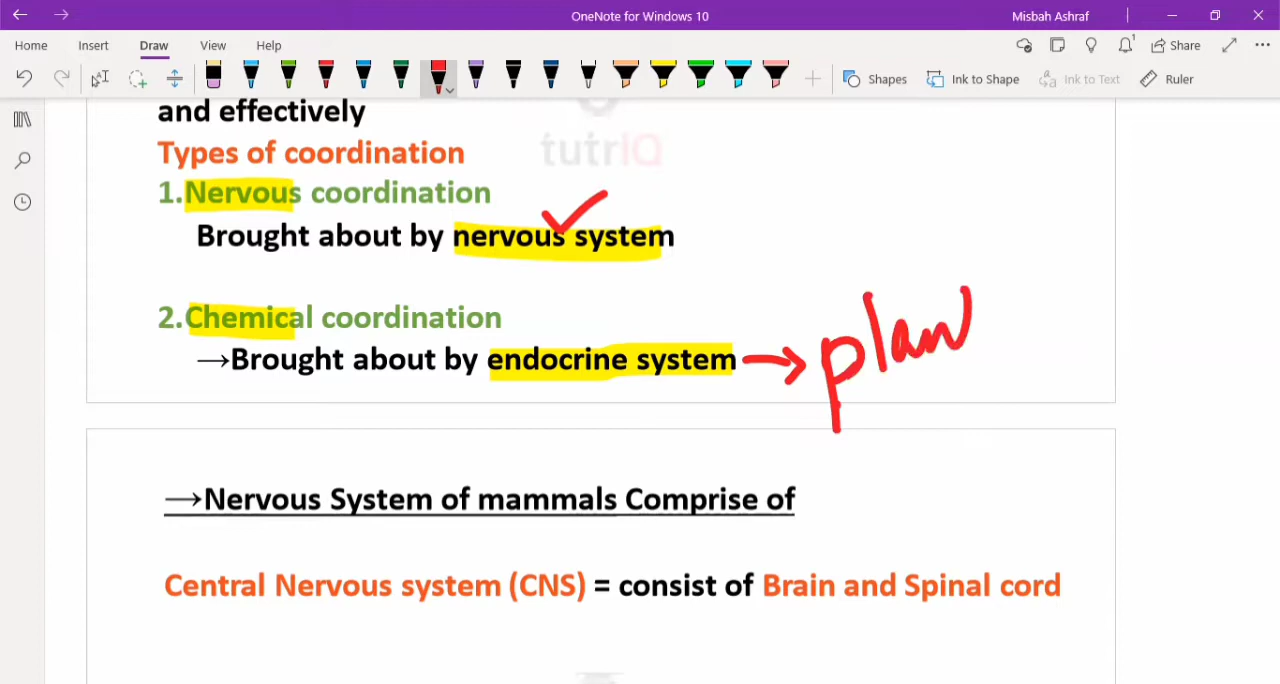 OneNote for Windows 10
Misbah Ashraf
Home Insert Draw View Help
Share
Shapes Ink to Shape Ink to Text Ruler
and effectively
tutrIQ
Types of coordination
1.Nervous coordination
Brought about by nervous system
2.Chemical coordination
→Brought about by endocrine system → plan
→Nervous System of mammals Comprise of
Central Nervous system (CNS) = consist of Brain and Spinal cord